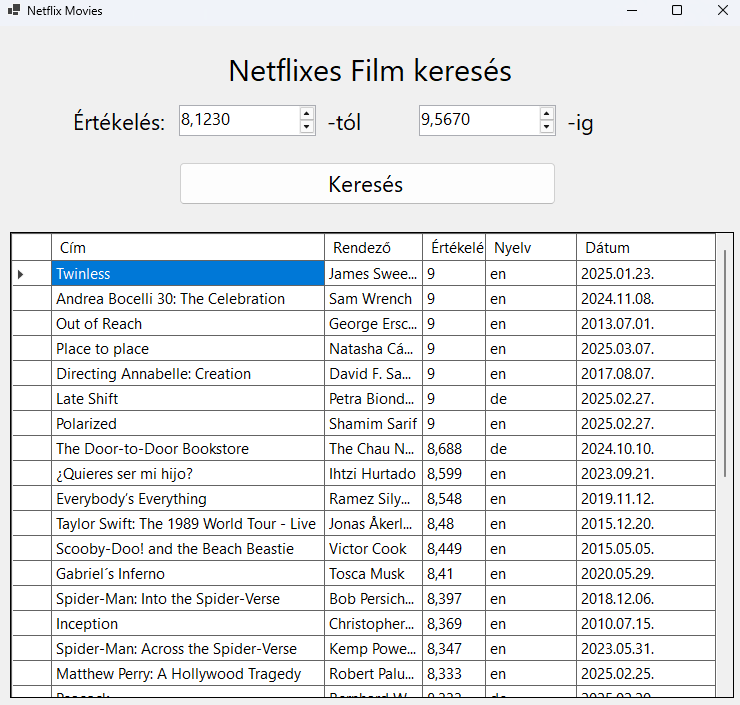 Netflix Movies
Netflixes Film keresés
Értékelés: 8,1230 -tól 9,5670 -ig
Keresés
Cím Rendező Értékelé Nyelv Dátum
Twinless James Swee... 9 en 2025.01.23.
Andrea Bocelli 30: The Celebration Sam Wrench 9 en 2024.11.08.
Out of Reach George Ersc... 9 en 2013.07.01.
Place to place Natasha Cá... 9 en 2025.03.07.
Directing Annabelle: Creation David F. Sa... 9 en 2017.08.07.
Late Shift Petra Biond... 9 de 2025.02.27.
Polarized Shamim Sarif 9 en 2025.02.27.
The Door-to-Door Bookstore The Chau N... 8,688 de 2024.10.10.
¿Quieres ser mi hijo? Ihtzi Hurtado 8,599 en 2023.09.21.
Everybody's Everything Ramez Sily... 8,548 en 2019.11.12.
Taylor Swift: The 1989 World Tour - Live Jonas Åkerl... 8,48 en 2015.12.20.
Scooby-Doo! and the Beach Beastie Victor Cook 8,449 en 2015.05.05.
Gabriel´s Inferno Tosca Musk 8,41 en 2020.05.29.
Spider-Man: Into the Spider-Verse Bob Persich... 8,397 en 2018.12.06.
Inception Christopher... 8,369 en 2010.07.15.
Spider-Man: Across the Spider-Verse Kemp Powe... 8,347 en 2023.05.31.
Matthew Perry: A Hollywood Tragedy Robert Palu... 8,333 en 2025.02.25.